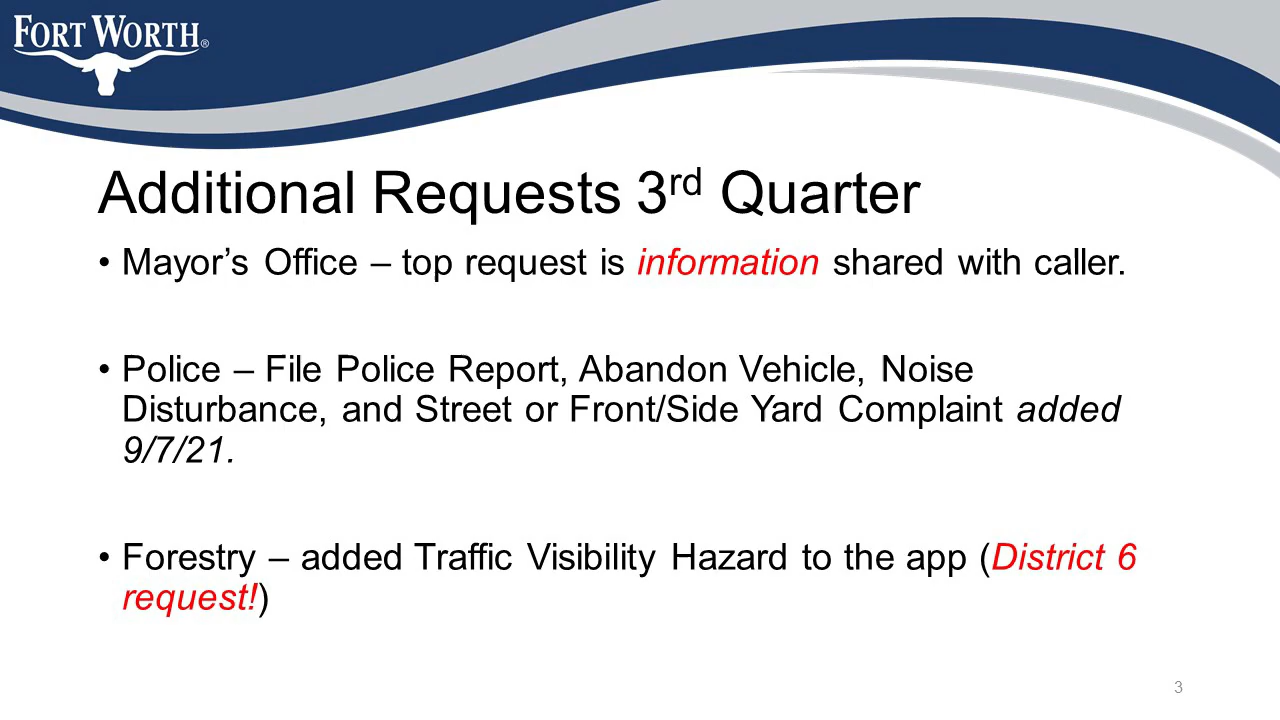 FORT WORTH®
Additional Requests 3rd Quarter
• Mayor’s Office – top request is information shared with caller.
• Police – File Police Report, Abandon Vehicle, Noise
Disturbance, and Street or Front/Side Yard Complaint added
9/7/21.
• Forestry – added Traffic Visibility Hazard to the app (District 6
request!)
3